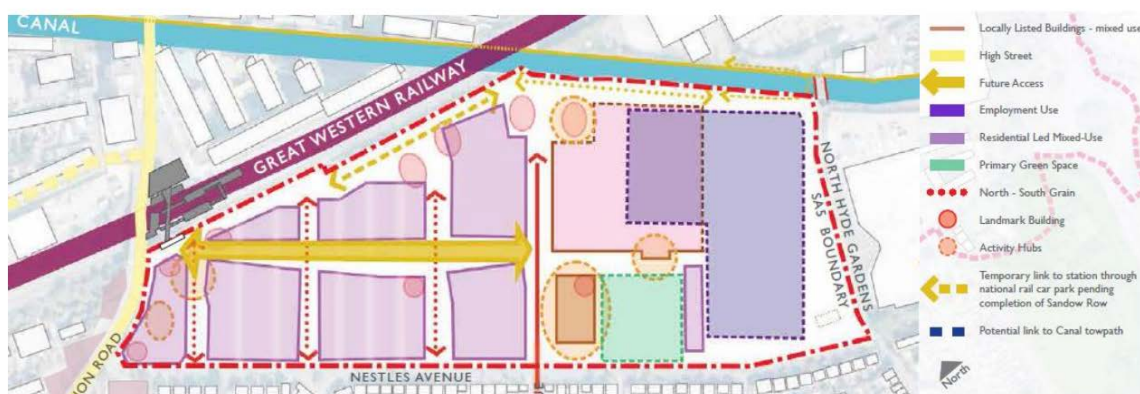 CANAL
GREAT WESTERN RAILWAY
NORTH HYDE GARDENS
SAS BOUNDARY
NESTLES AVENUE
ION ROAD
Locally Listed Buildings - mixed use
High Street
Future Access
Employment Use
Residential Led Mixed-Use
Primary Green Space
North - South Grain
Landmark Building
Activity Hubs
Temporary link to station through
national rail car park pending
completion of Sandow Row
Potential link to Canal towpath
North